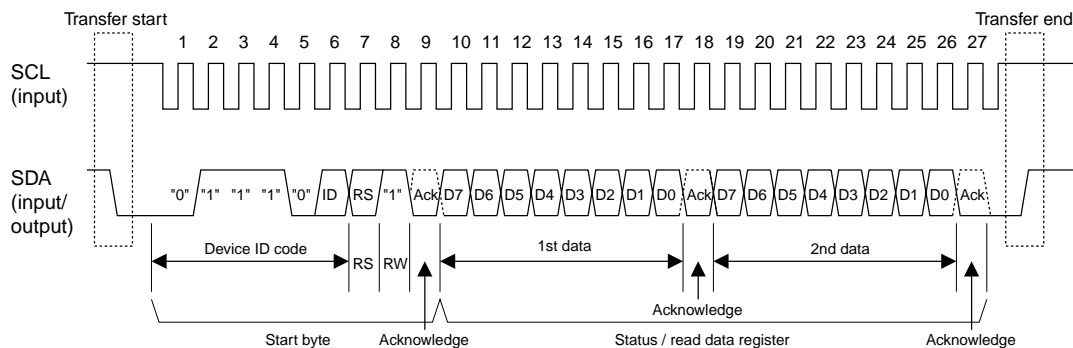 Transfer start
Transfer end
1 2 3 4 5 6 7 8 9 10 11 12 13 14 15 16 17 18 19 20 21 22 23 24 25 26 27
SCL
(input)
SDA
(input/
output)
"0" "1" "1" "1" "0" ID RS "1" Ack D7 D6 D5 D4 D3 D2 D1 D0 Ack D7 D6 D5 D4 D3 D2 D1 D0 Ack
Device ID code RS RW 1st data 2nd data
Acknowledge
Start byte Acknowledge Status / read data register Acknowledge